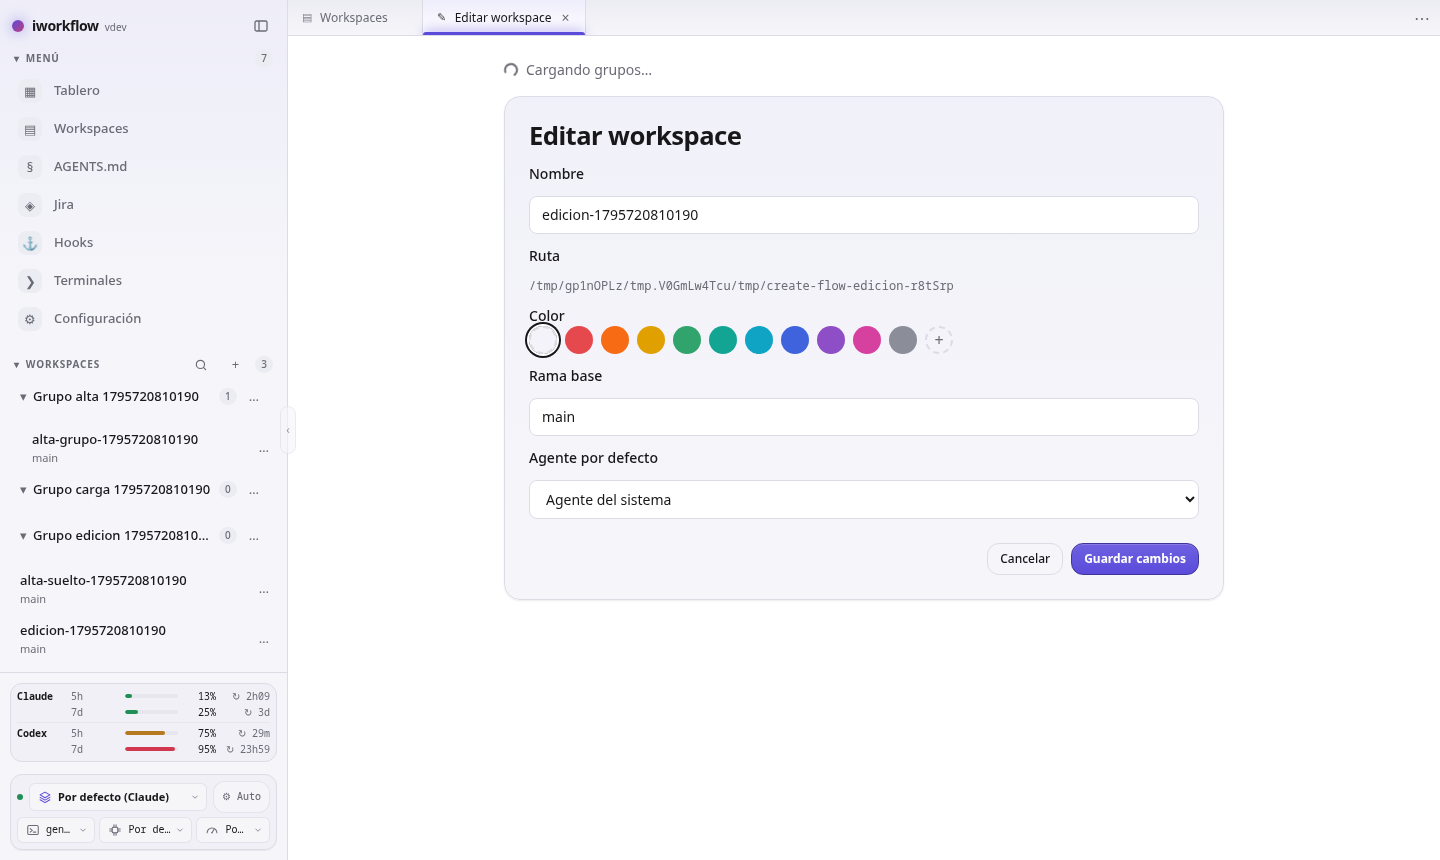 iworkflow vdev
MENÚ 7
Tablero
Workspaces
§ AGENTS.md
Jira
Hooks
Terminales
Configuración
WORKSPACES + 3
Grupo alta 1795720810190 1 ...
alta-grupo-1795720810190
main ...
Grupo carga 1795720810190 0 ...
Grupo edicion 1795720810... 0 ...
alta-suelto-1795720810190
main ...
edicion-1795720810190
main ...
Claude 5h 13% ↻ 2h09
7d 25% ↻ 3d
Codex 5h 75% ↻ 29m
7d 95% ↻ 23h59
Por defecto (Claude) Auto
gen… Por de… Po…
Workspaces
Editar workspace ×
Cargando grupos...
Editar workspace
Nombre
edicion-1795720810190
Ruta
/tmp/gp1nOPLz/tmp.V0GmLw4Tcu/tmp/create-flow-edicion-r8tSrp
Color
+
Rama base
main
Agente por defecto
Agente del sistema
Cancelar Guardar cambios